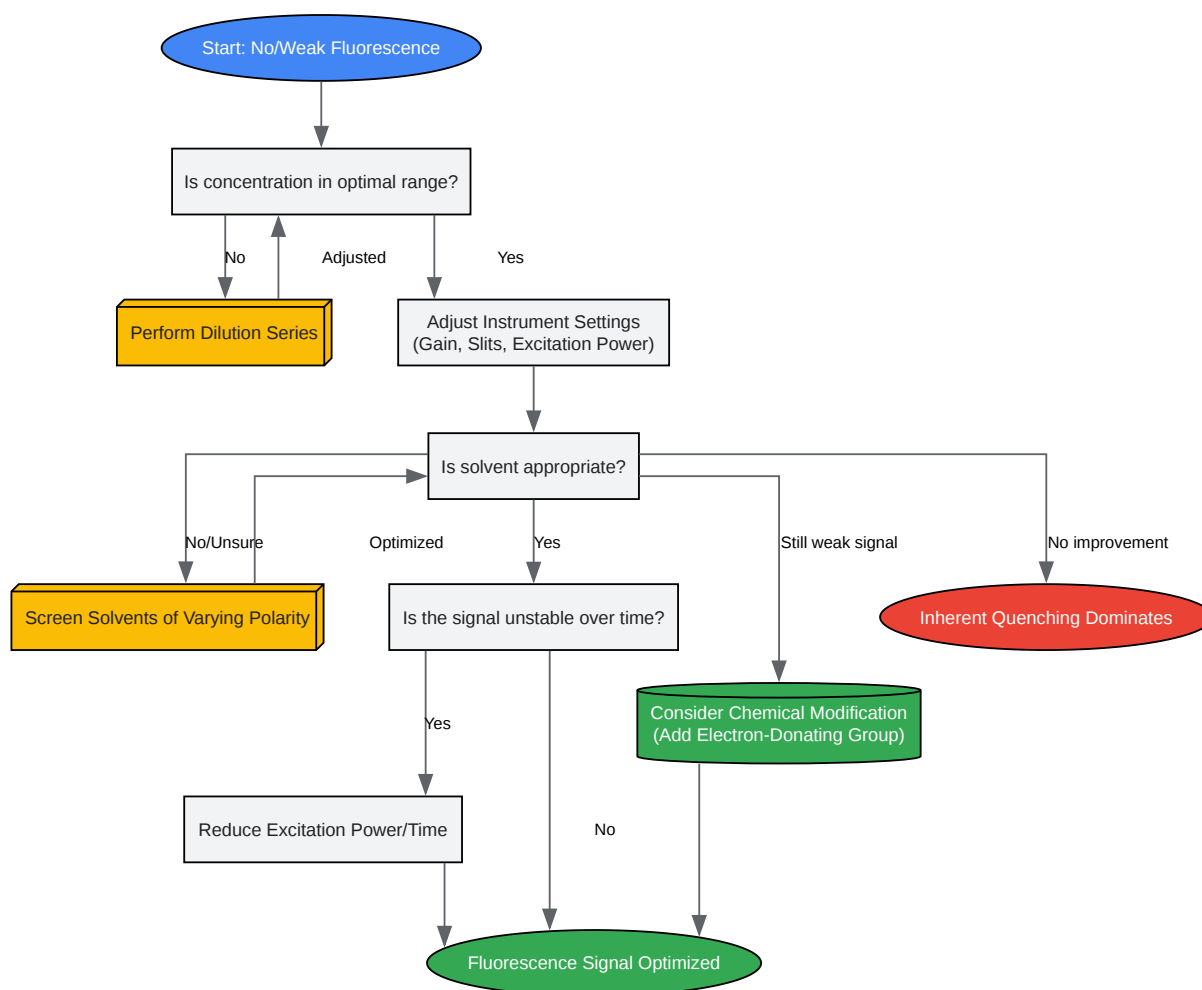 Start: No/Weak Fluorescence
Is concentration in optimal range?
No
Adjusted
Yes
Perform Dilution Series
Adjust Instrument Settings
(Gain, Slits, Excitation Power)
Is solvent appropriate?
No/Unsure
Optimized
Yes
Still weak signal
No improvement
Screen Solvents of Varying Polarity
Is the signal unstable over time?
Inherent Quenching Dominates
Consider Chemical Modification
(Add Electron-Donating Group)
Yes
Reduce Excitation Power/Time
No
Fluorescence Signal Optimized